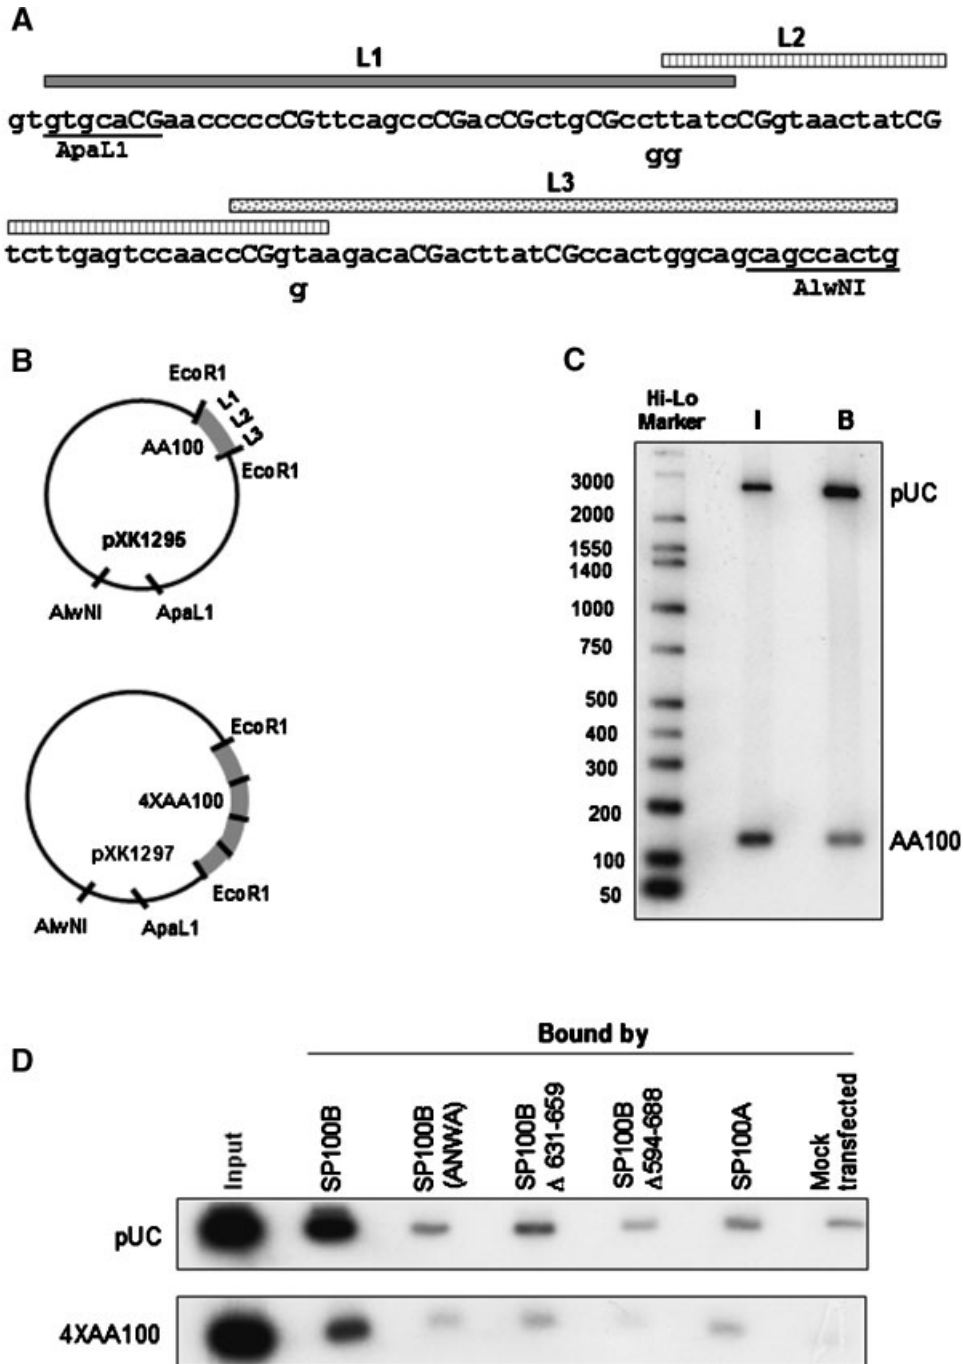 A
L1
L2
gtgtgcaCGaacccccCGttcagcccGaccGctgCGccttatcCGgtaactatCG
ApaL1
gg
L3
tcttgagtccaaccCGgtaagacaCGacttatCGccactggcagcagccactg
g
AlwNI
B
EcoR1
L1
L2
L3
AA100
EcoR1
pXK1295
AlwNI
ApaL1
EcoR1
4XAA100
pXK1297
EcoR1
AlwNI
ApaL1
C
Hi-Lo
Marker
I
B
3000
2000
1550
1400
1000
750
500
400
300
200
100
50
pUC
AA100
D
Bound by
Input
SP100B
SP100B
(ANWA)
SP100B
Δ 631-659
SP100B
Δ594-688
SP100A
Mock
transfected
pUC
4XAA100